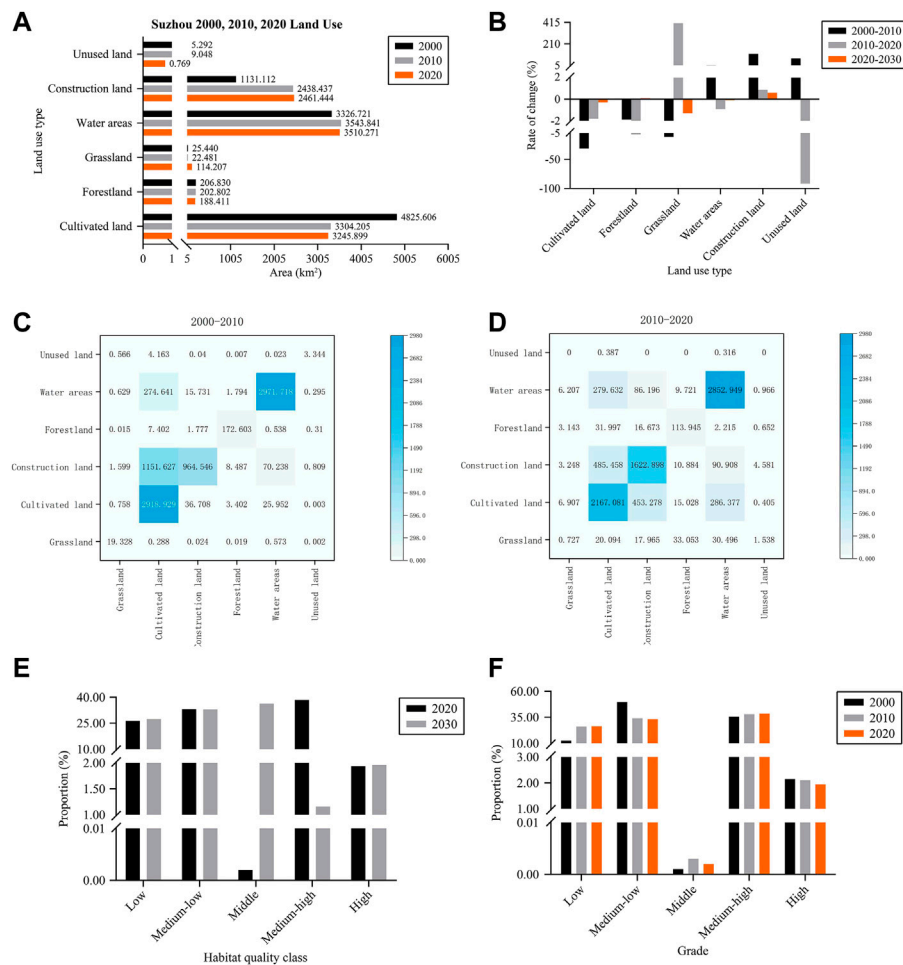 A
Suzhou 2000, 2010, 2020 Land Use
Land use type
Unused land
Construction land
Water areas
Grassland
Forestland
Cultivated land
5.292
9.048
0.769
1131.112
2438.437
2461.444
3326.721
3543.841
3510.271
25.440
22.481
114.207
206.830
202.802
188.411
4825.606
3304.205
3245.899
2000
2010
2020
0 1 5 1005 2005 3005 4005 5005 6005
Area (km²)
B
Rate of change (%)
415
210
5
2
0
-2
-5
-5
-100
2000-2010
2010-2020
2020-2030
Cultivated land
Forestland
Grassland
Water areas
Construction land
Unused land
Land use type
C
2000-2010
Unused land 0.566 4.163 0.04 0.007 0.023 3.344
Water areas 0.629 274.641 15.731 1.794 2971.718 0.295
Forestland 0.015 7.402 1.777 172.603 0.538 0.31
Construction land 1.599 1151.627 964.546 8.487 70.238 0.809
Cultivated land 0.758 2918.929 36.708 3.402 25.952 0.003
Grassland 19.328 0.288 0.024 0.019 0.573 0.002
Grassland
Cultivated land
Construction land
Forestland
Water areas
Unused land
2980
2682
2384
2086
1788
1490
1192
894.0
596.0
298.0
0.000
D
2010-2020
Unused land 0 0.387 0 0 0.316 0
Water areas 6.207 279.632 86.196 9.721 2852.949 0.966
Forestland 3.143 31.997 16.673 113.945 2.215 0.652
Construction land 3.248 485.458 1622.898 10.884 90.908 4.581
Cultivated land 6.907 2167.081 453.278 15.028 286.377 0.405
Grassland 0.727 20.094 17.965 33.053 30.496 1.538
Grassland
Cultivated land
Construction land
Forestland
Water areas
Unused land
2980
2682
2384
2086
1788
1490
1192
894.0
596.0
298.0
0.000
E
Proportion (%)
40.00
25.00
10.00
2.00
1.50
1.00
0.01
0.00
2020
2030
Low
Medium-low
Middle
Medium-high
High
Habitat quality class
F
Proportion (%)
60.00
35.00
10.00
3.00
2.00
1.00
0.01
0.00
2000
2010
2020
Low
Medium-low
Middle
Medium-high
High
Grade